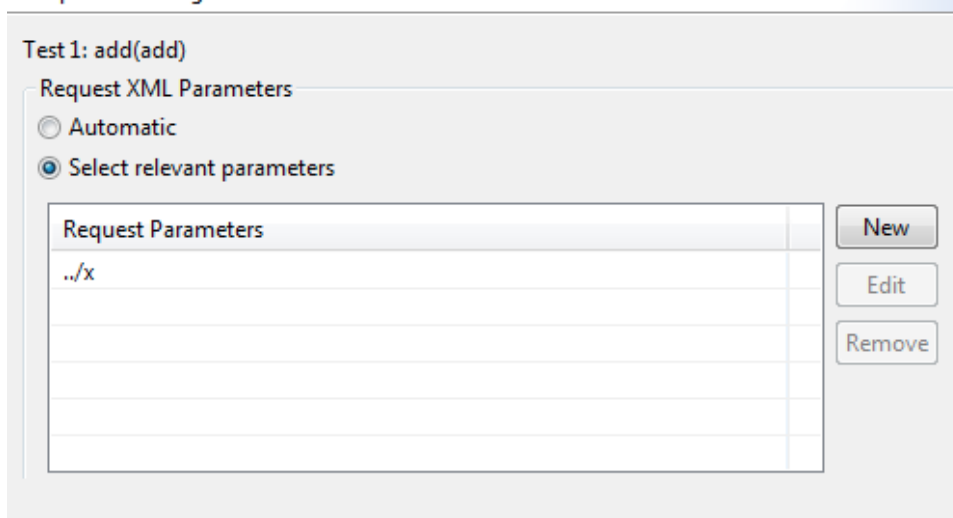 Test 1: add(add)
Request XML Parameters
Automatic
Select relevant parameters
Request Parameters
New
../x
Edit
Remove